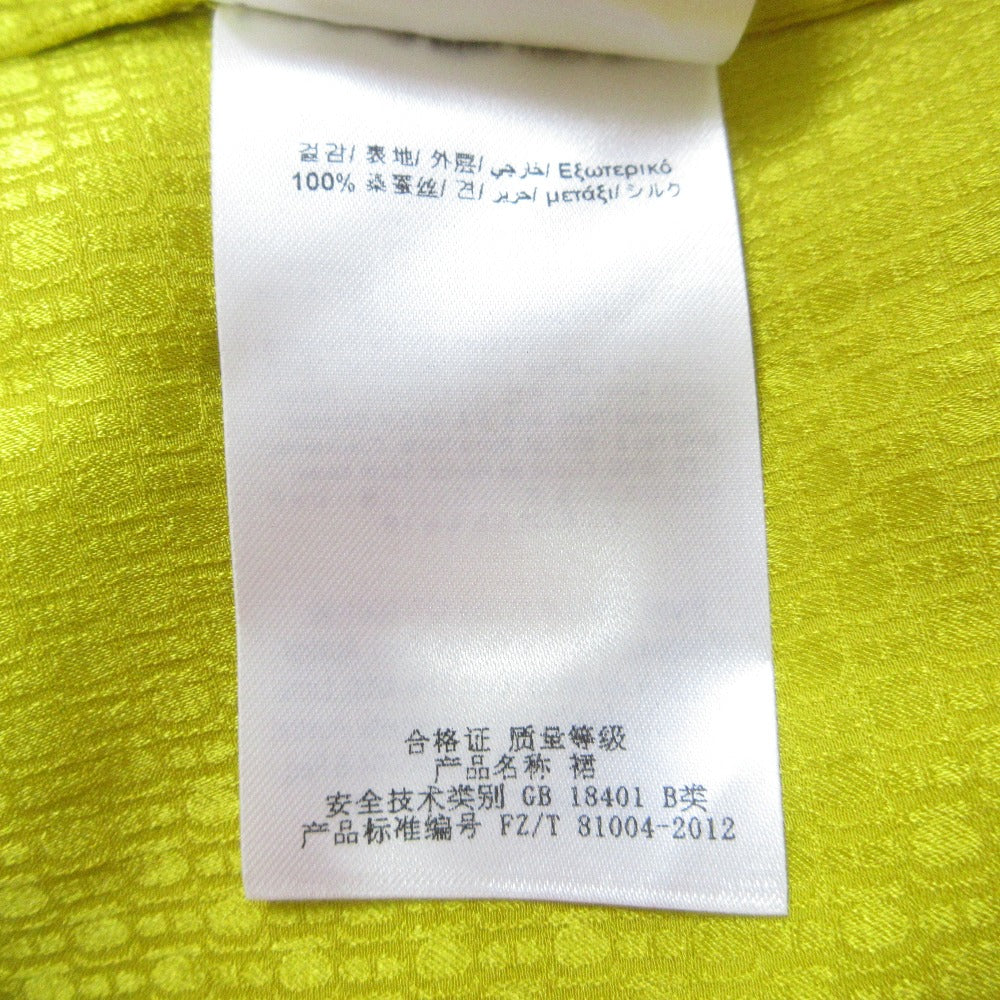 겉감/ 表地/ 外层/ خارجي/ Εξωτερικό
100% 桑蚕丝/ 견/ حرير/ μετάξι/ シルク
合格证 质量等级
产品名称 裙
安全技术类别 GB 18401 B类
产品标准编号 FZ/T 81004-2012